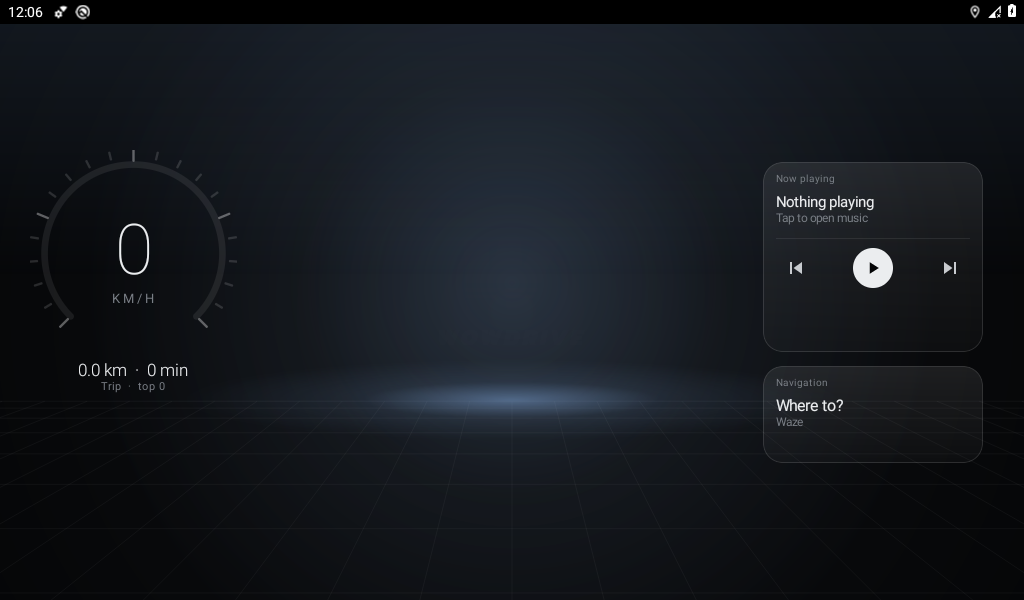 12:06
0
KM/H
0.0 km · 0 min
Trip · top 0
Now playing
Nothing playing
Tap to open music
Navigation
Where to?
Waze